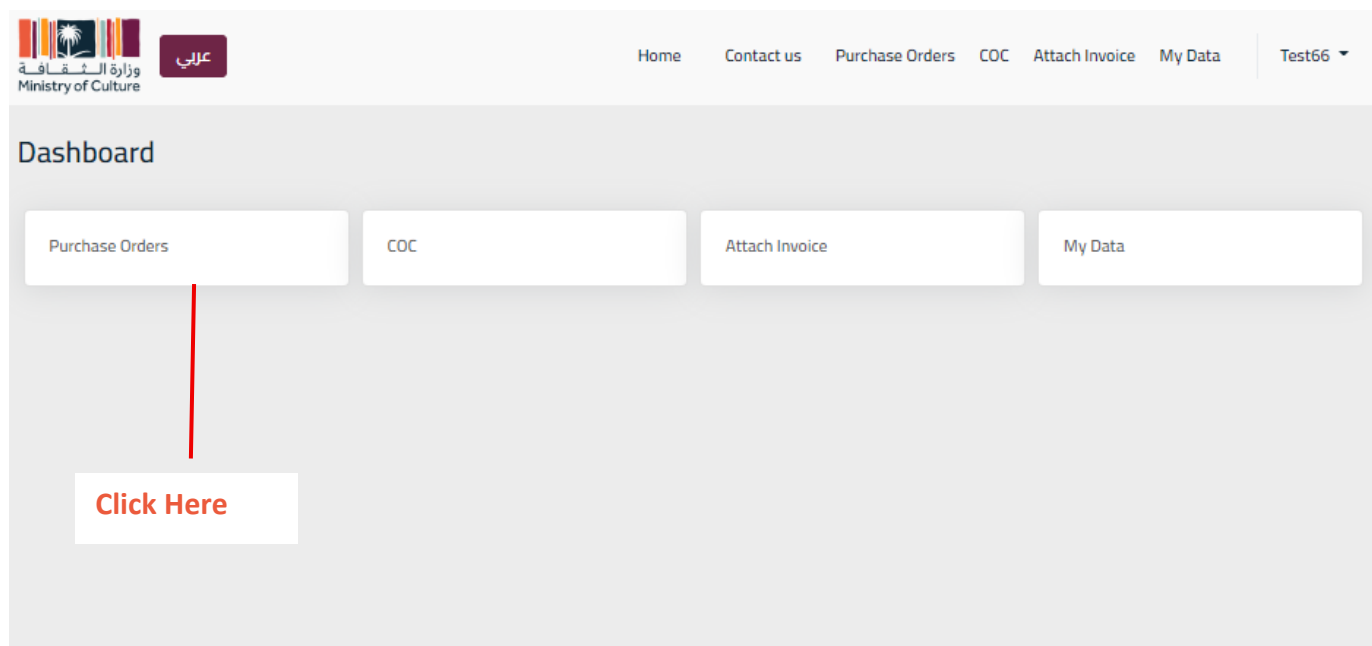 وزارة الـثـقـافـة
Ministry of Culture
عربي
Home Contact us Purchase Orders COC Attach Invoice My Data Test66
Dashboard
Purchase Orders COC Attach Invoice My Data
Click Here